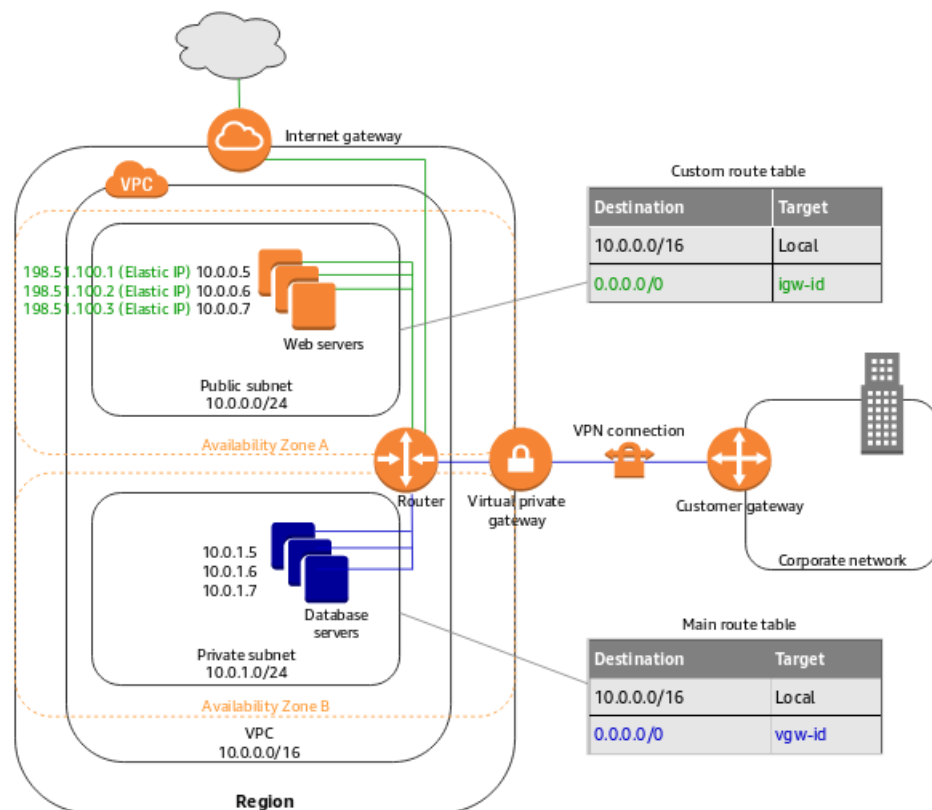 Internet gateway
VPC
Custom route table
Destination Target
10.0.0.0/16 Local
0.0.0.0/0 igw-id
198.51.100.1 (Elastic IP) 10.0.0.5
198.51.100.2 (Elastic IP) 10.0.0.6
198.51.100.3 (Elastic IP) 10.0.0.7
Web servers
Public subnet
10.0.0.0/24
Availability Zone A
VPN connection
Router
Virtual private
gateway
Customer gateway
Corporate network
10.0.1.5
10.0.1.6
10.0.1.7
Database
servers
Private subnet
10.0.1.0/24
Availability Zone B
Main route table
Destination Target
10.0.0.0/16 Local
0.0.0.0/0 vgw-id
VPC
10.0.0.0/16
Region